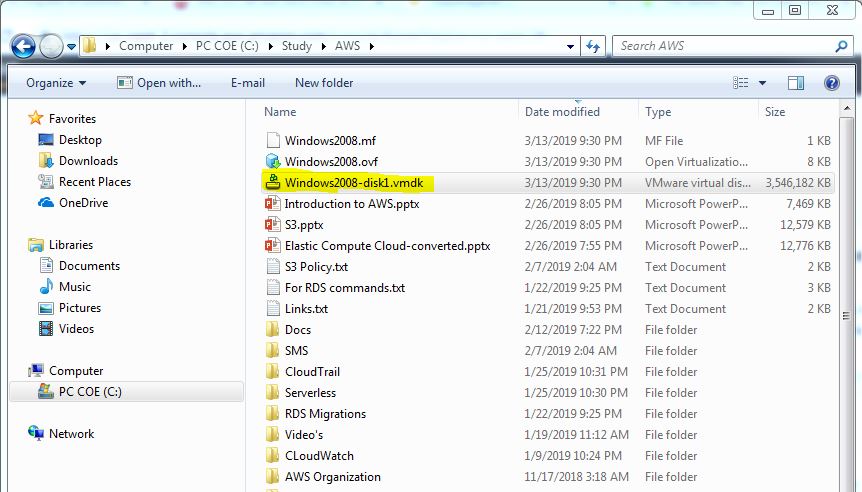 Computer ▸ PC COE (C:) ▸ Study ▸ AWS ▸ Search AWS
Organize Open with... E-mail New folder
Favorites
Desktop
Downloads
Recent Places
OneDrive
Libraries
Documents
Music
Pictures
Videos
Computer
PC COE (C:)
Network
Name Date modified Type Size
Windows2008.mf 3/13/2019 9:30 PM MF File 1 KB
Windows2008.ovf 3/13/2019 9:30 PM Open Virtualizatio... 8 KB
Windows2008-disk1.vmdk 3/13/2019 9:30 PM VMware virtual dis... 3,546,182 KB
Introduction to AWS.pptx 2/26/2019 8:05 PM Microsoft PowerP... 7,469 KB
S3.pptx 2/26/2019 8:05 PM Microsoft PowerP... 12,579 KB
Elastic Compute Cloud-converted.pptx 2/26/2019 7:55 PM Microsoft PowerP... 12,776 KB
S3 Policy.txt 2/7/2019 2:04 AM Text Document 2 KB
For RDS commands.txt 1/22/2019 9:25 PM Text Document 3 KB
Links.txt 1/21/2019 9:53 PM Text Document 2 KB
Docs 2/12/2019 7:22 PM File folder
SMS 2/7/2019 2:04 AM File folder
CloudTrail 1/25/2019 10:31 PM File folder
Serverless 1/25/2019 10:30 PM File folder
RDS Migrations 1/22/2019 9:25 PM File folder
Video's 1/19/2019 11:12 AM File folder
CLoudWatch 1/9/2019 10:24 PM File folder
AWS Organization 11/17/2018 3:18 AM File folder